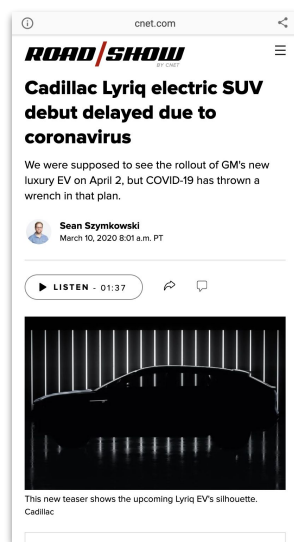 cnet.com
ROAD/SHOW
BY CNET
Cadillac Lyriq electric SUV
debut delayed due to
coronavirus
We were supposed to see the rollout of GM's new
luxury EV on April 2, but COVID-19 has thrown a
wrench in that plan.
Sean Szymkowski
March 10, 2020 8:01 a.m. PT
LISTEN - 01:37
This new teaser shows the upcoming Lyriq EV's silhouette.
Cadillac